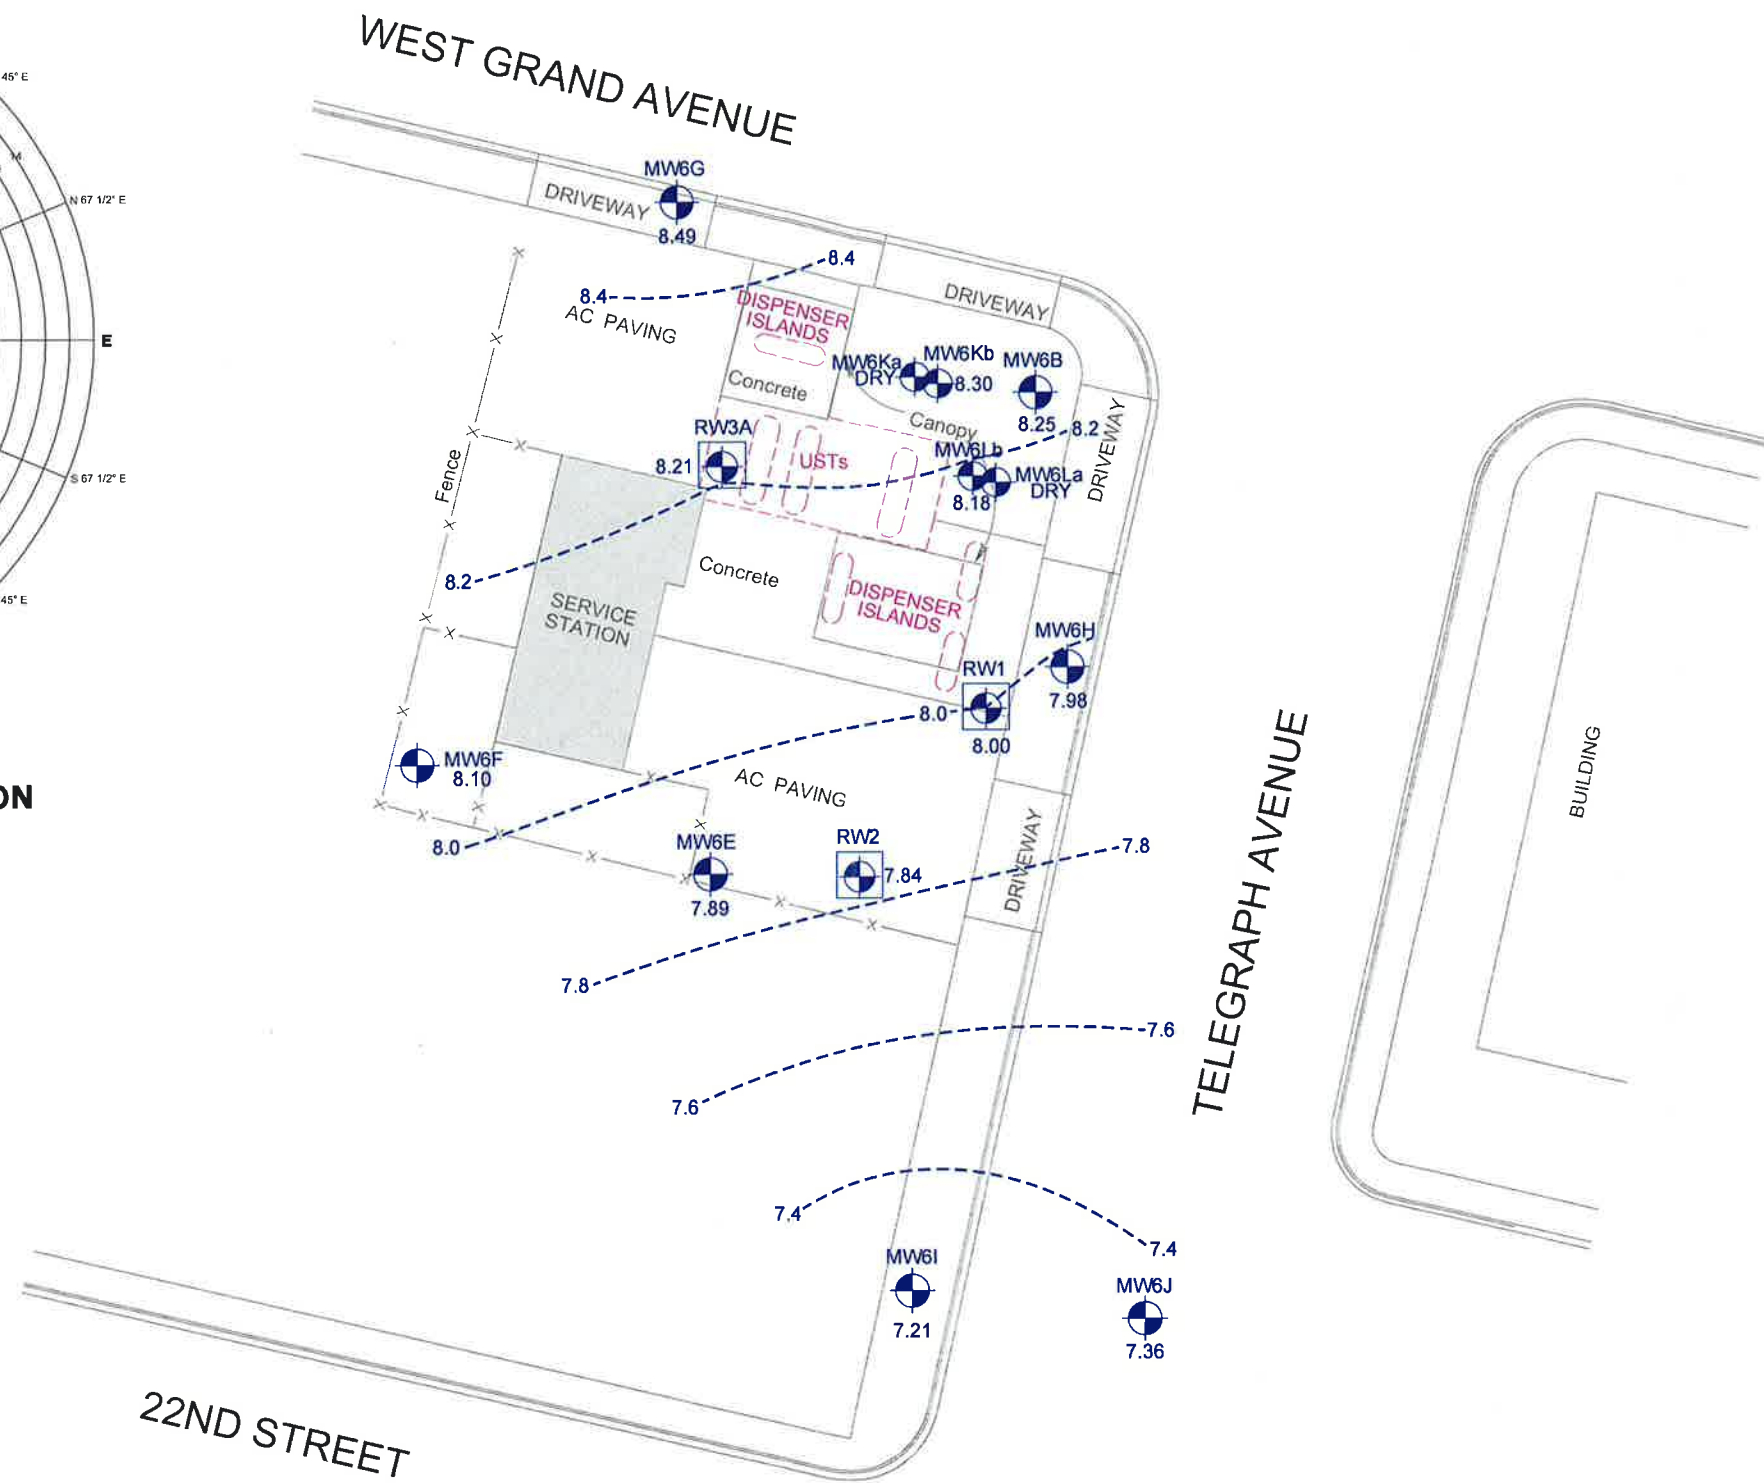 WEST GRAND AVENUE
45° E
N 67 1/2° E
E
S 67 1/2° E
45° E
ON
MW6G
DRIVEWAY
8.49
8.4
8.4
AC PAVING
DISPENSER
ISLANDS
DRIVEWAY
MW6Ka
DRY
MW6Kb
8.30
MW6B
8.25
8.2
Concrete
Canopy
DRIVEWAY
RW3A
8.21
USTs
MW6Lb
8.18
MW6La
DRY
Fence
8.2
Concrete
SERVICE
STATION
DISPENSER
ISLANDS
MW6H
7.98
RW1
8.0
8.00
MW6F
8.10
AC PAVING
8.0
MW6E
7.89
RW2
7.84
DRIVEWAY
7.8
7.8
TELEGRAPH AVENUE
BUILDING
7.6
7.6
7.4
7.4
MW6I
7.21
MW6J
7.36
22ND STREET